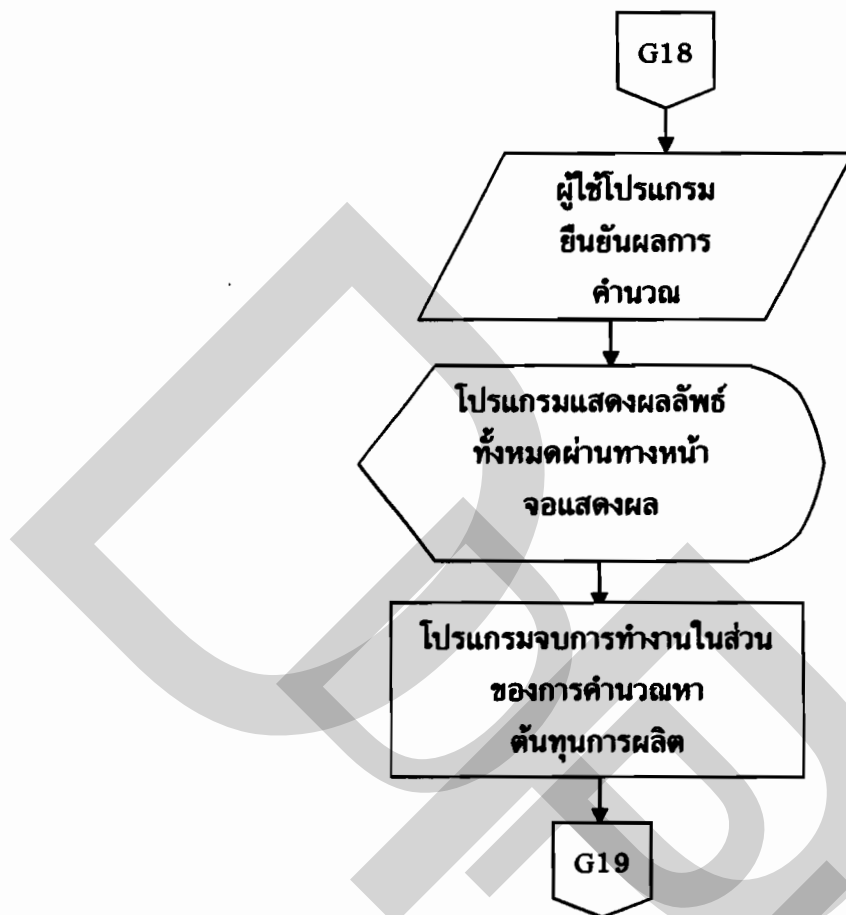 G18
ผู้ใช้โปรแกรม
ยืนยันผลการ
คำนวณ
โปรแกรมแสดงผลลัพธ์
ทั้งหมดผ่านทางหน้า
จอแสดงผล
โปรแกรมจบการทำงานในส่วน
ของการคำนวณหา
ต้นทุนการผลิต
G19